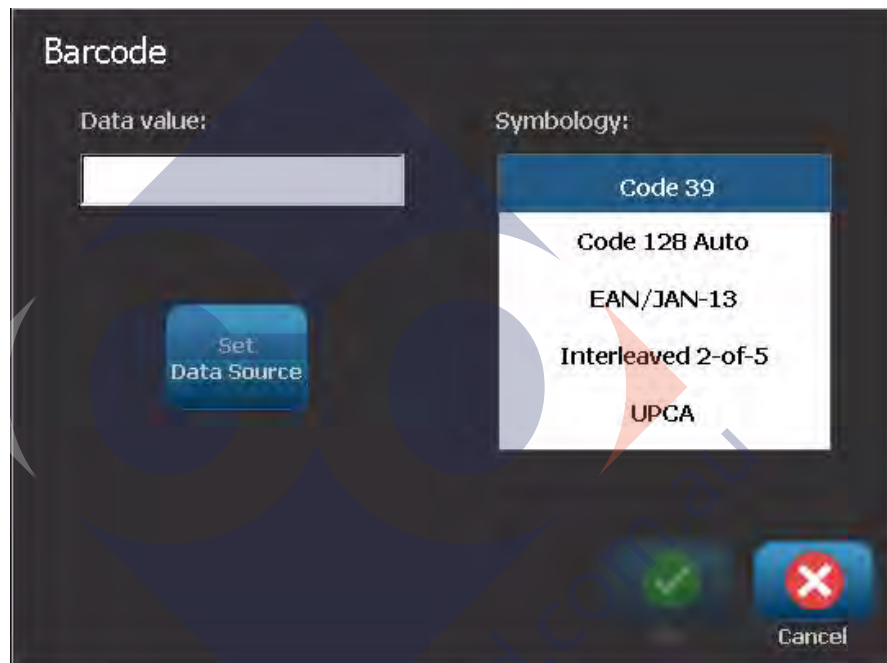 Barcode
Data value:
Symbology:
Code 39
Code 128 Auto
EAN/JAN-13
Interleaved 2-of-5
UPCA
Set
Data Source
Cancel